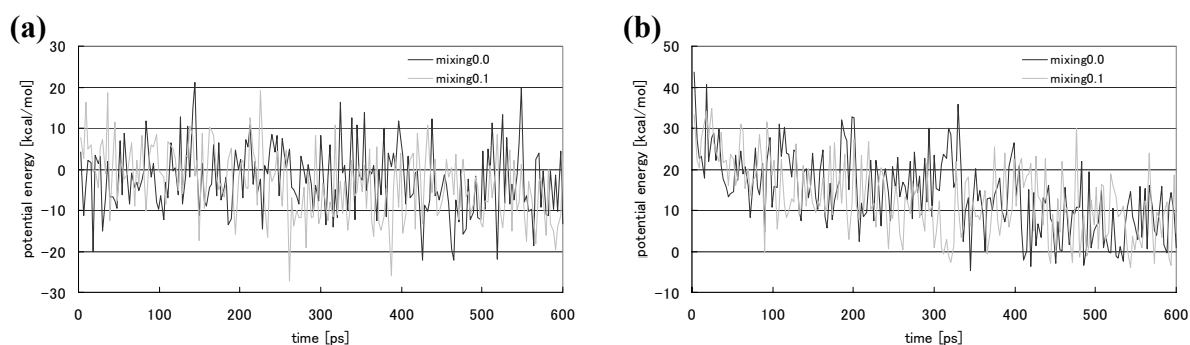 (a)
30
20
10
0
−10
−20
−30
potential energy [kcal/mol]
mixing0.0
mixing0.1
0 100 200 300 400 500 600
time [ps]
(b)
50
40
30
20
10
0
−10
potential energy [kcal/mol]
mixing0.0
mixing0.1
0 100 200 300 400 500 600
time [ps]